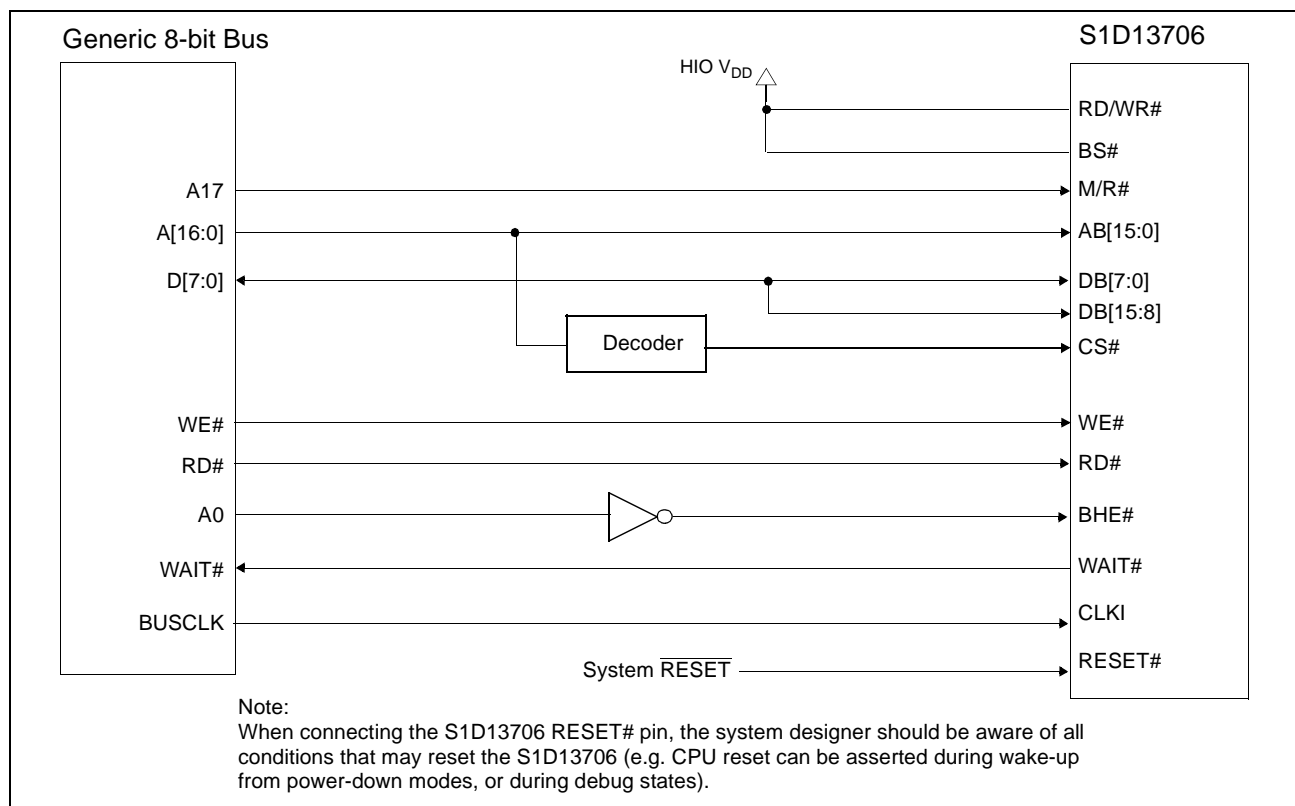 Generic 8-bit Bus
S1D13706
HIO VDD
RD/WR#
BS#
A17
M/R#
A[16:0]
AB[15:0]
D[7:0]
DB[7:0]
DB[15:8]
Decoder
CS#
WE#
WE#
RD#
RD#
A0
BHE#
WAIT#
WAIT#
BUSCLK
CLKI
System RESET
RESET#
Note:
When connecting the S1D13706 RESET# pin, the system designer should be aware of all
conditions that may reset the S1D13706 (e.g. CPU reset can be asserted during wake-up
from power-down modes, or during debug states).